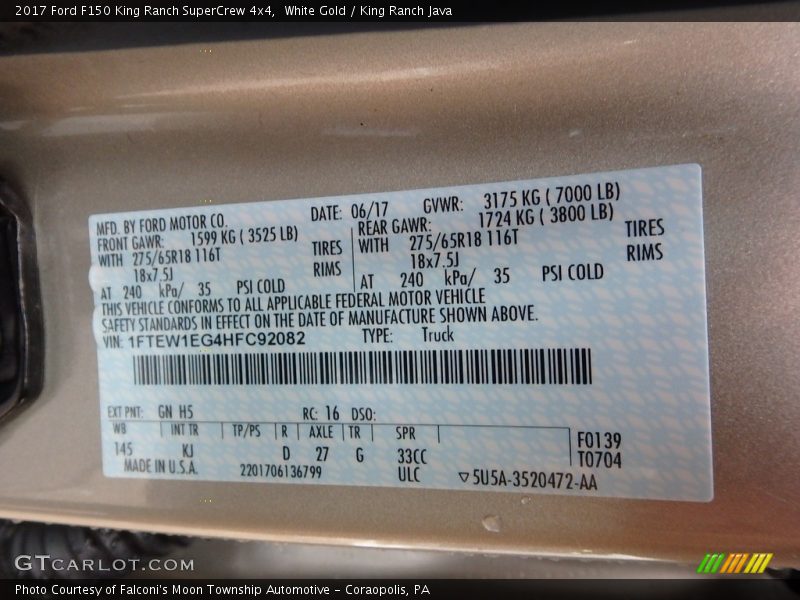 2017 Ford F150 King Ranch SuperCrew 4x4, White Gold / King Ranch Java
MFD. BY FORD MOTOR CO. DATE: 06/17 GVWR: 3175 KG ( 7000 LB)
FRONT GAWR: 1599 KG ( 3525 LB) REAR GAWR: 1724 KG ( 3800 LB)
WITH 275/65R18 116T TIRES WITH 275/65R18 116T TIRES
18x7.5J RIMS 18x7.5J RIMS
AT 240 kPa/ 35 PSI COLD AT 240 kPa/ 35 PSI COLD
THIS VEHICLE CONFORMS TO ALL APPLICABLE FEDERAL MOTOR VEHICLE
SAFETY STANDARDS IN EFFECT ON THE DATE OF MANUFACTURE SHOWN ABOVE.
VIN: 1FTEW1EG4HFC92082 TYPE: Truck
EXT PNT: GN H5 RC: 16 DSO:
WB INT TR TP/PS R AXLE TR SPR F0139
145 KJ D 27 G 33CC T0704
MADE IN U.S.A. 2201706136799 ULC ▽5U5A-3520472-AA
GTCARLOT.COM
Photo Courtesy of Falconi's Moon Township Automotive – Coraopolis, PA